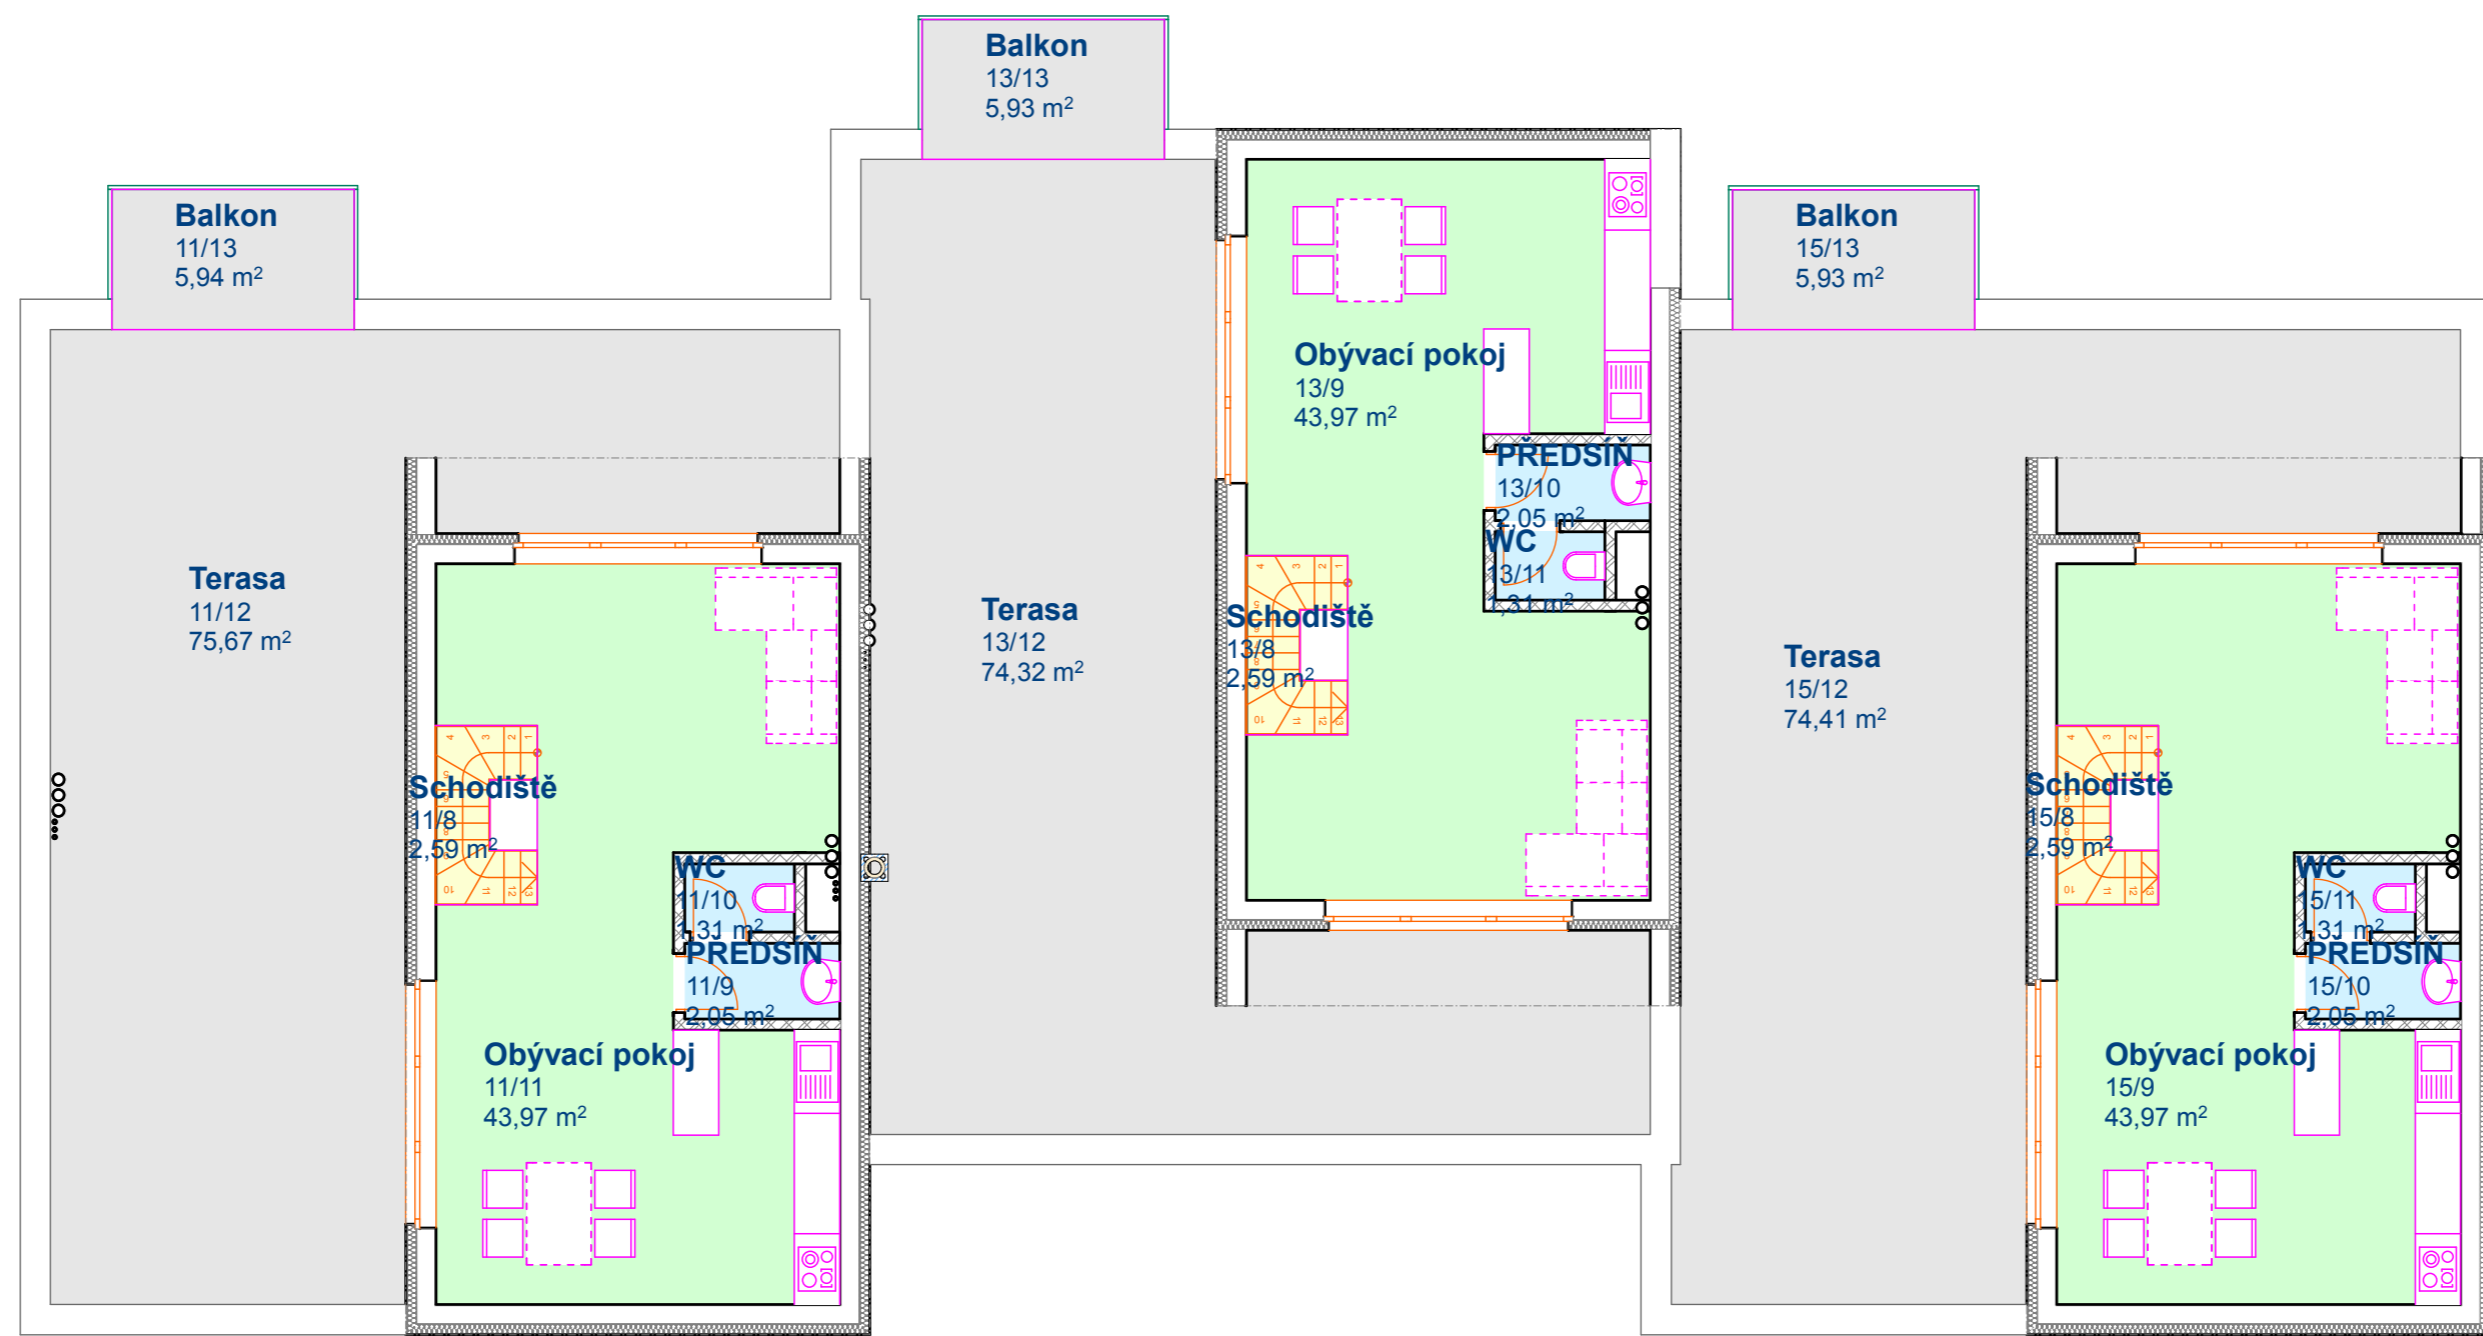 Balkon
13/13
5,93 m²
Balkon
11/13
5,94 m²
Balkon
15/13
5,93 m²
Obývací pokoj
13/9
43,97 m²
PŘEDSÍŇ
13/10
2,05 m²
WC
13/11
1,31 m²
Terasa
11/12
75,67 m²
Terasa
13/12
74,32 m²
Schodiště
13/8
2,59 m²
Terasa
15/12
74,41 m²
Schodiště
11/8
2,59 m²
Schodiště
15/8
2,59 m²
WC
11/10
1,31 m²
WC
15/11
1,31 m²
PŘEDSÍŇ
11/9
2,05 m²
PŘEDSÍŇ
15/10
2,05 m²
Obývací pokoj
11/11
43,97 m²
Obývací pokoj
15/9
43,97 m²